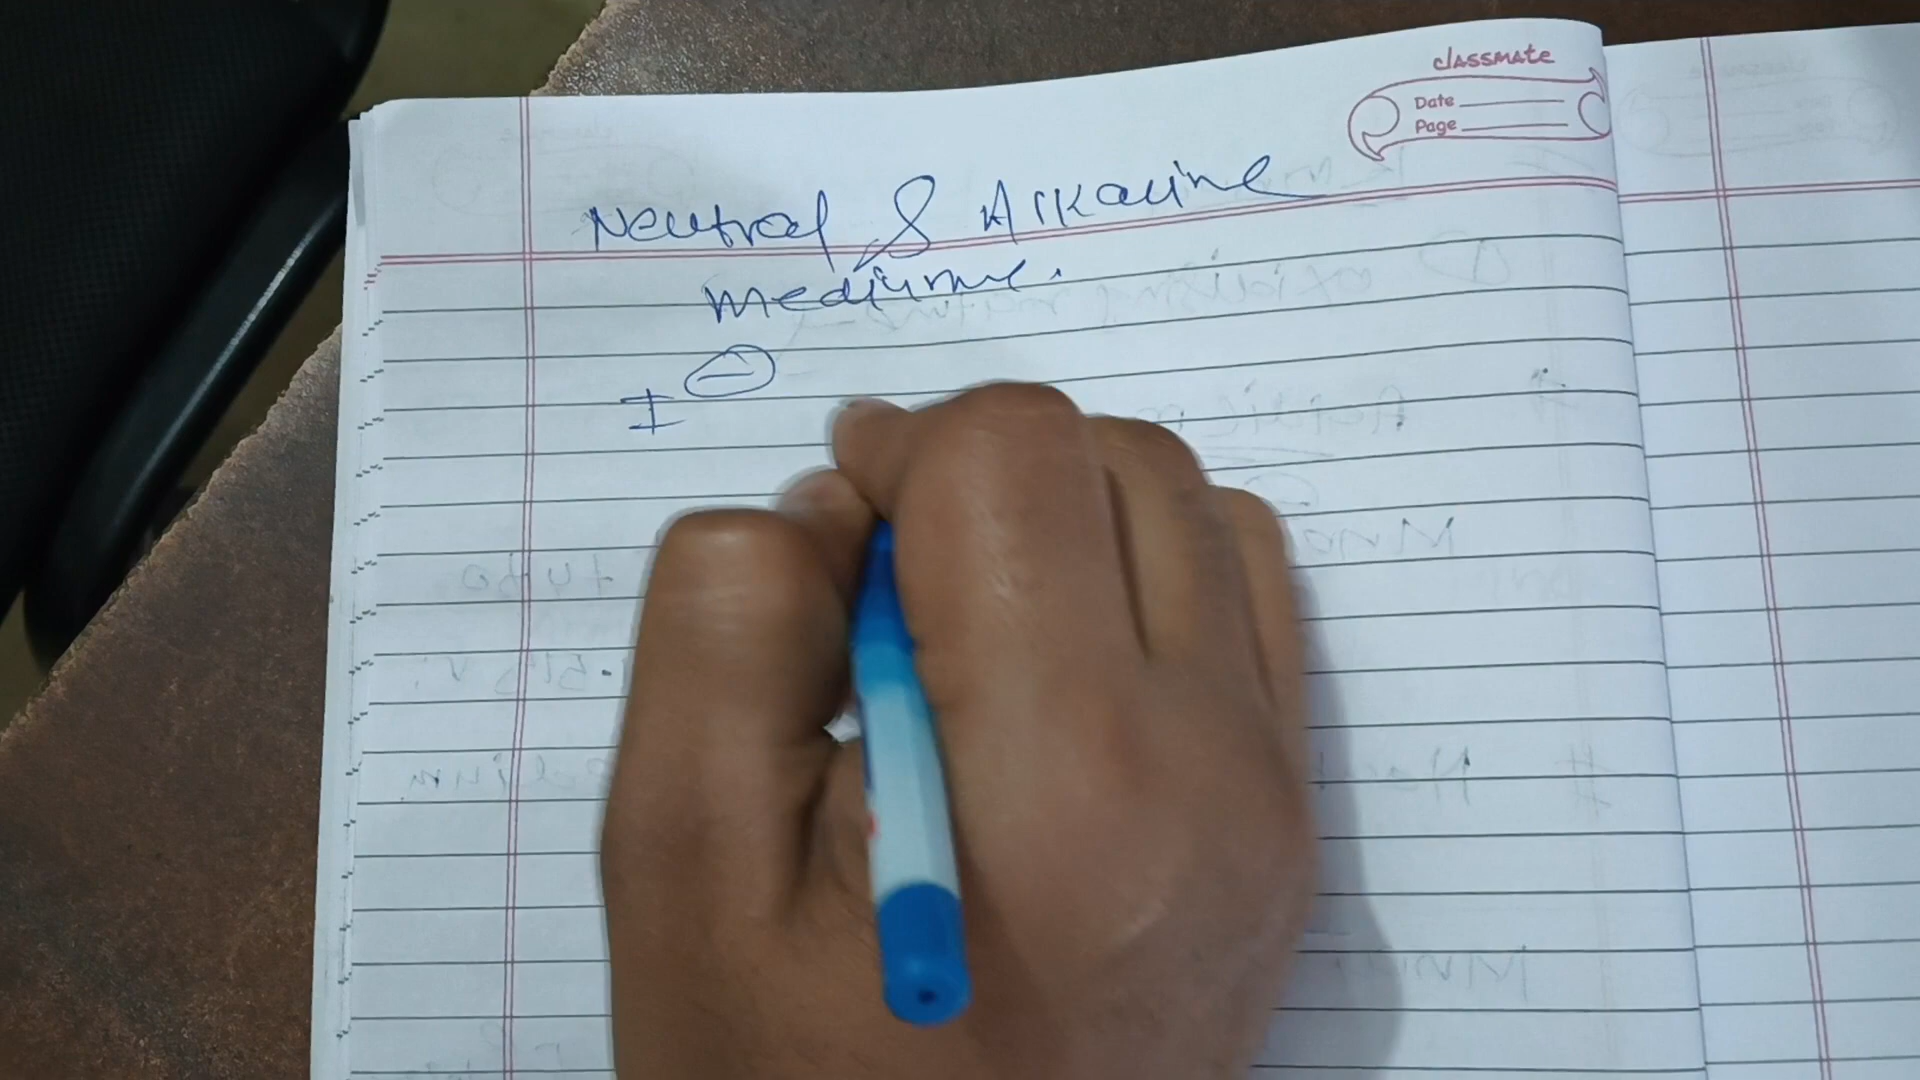 classmate
Date
Page
Neutral & Alkaline
medium.
I⊖